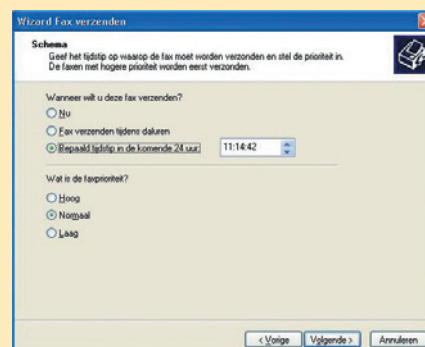 Wizard Fax verzenden
Schema
Geef het tijdstip op waarop de fax moet worden verzonden en stel de prioriteit in.
De faxen met hogere prioriteit worden eerst verzonden.
Wanneer wilt u deze fax verzenden?
Nu
Fax verzenden tijdens daluren
Bepaald tijdstip in de komende 24 uur:
11:14:42
Wat is de faxprioriteit?
Hoog
Normaal
Laag
< Vorige
Volgende >
Annuleren